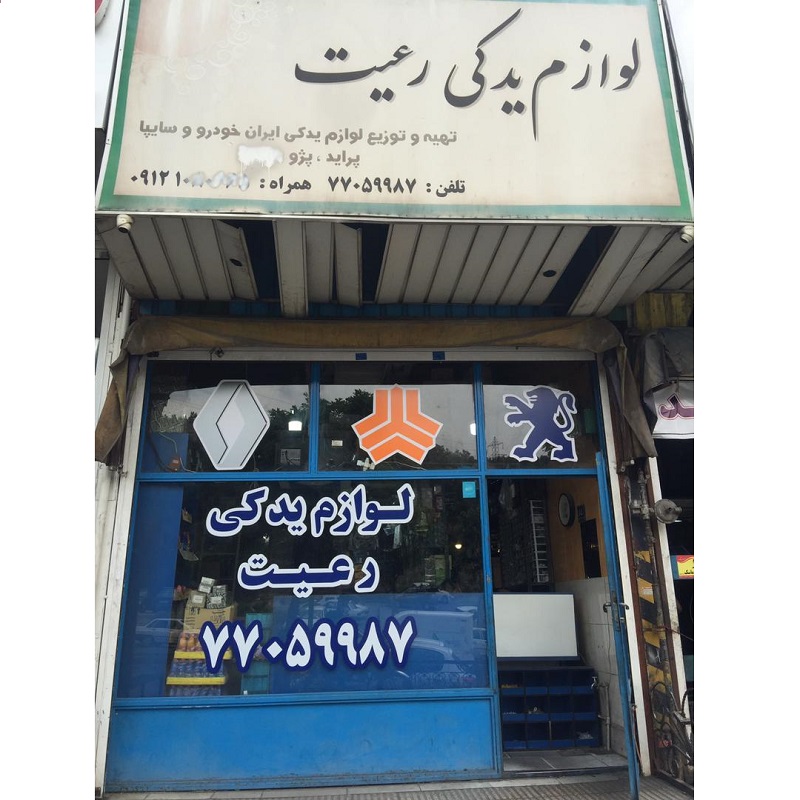 لوازم یدکی رعیت
تهیه و توزیع لوازم یدکی ایران خودرو و سایپا
پراید ، پژو
تلفن : ۷۷۰۵۹۹۸۷ همراه : ۰۹۱۲۱۰
لوازم یدکی
رعیت
۷۷۰۵۹۹۸۷